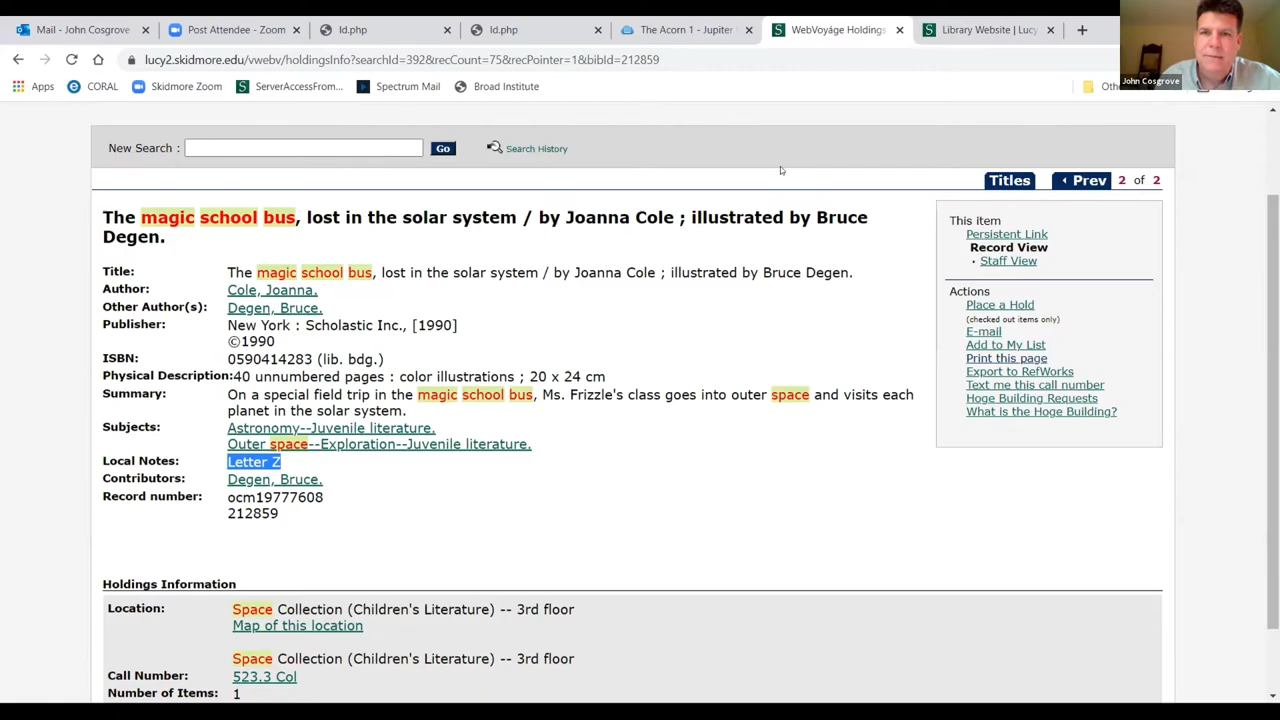 Mail - John Cosgrove
Post Attendee - Zoom
ld.php
ld.php
The Acorn 1 - Jupiter
WebVoyáge Holdings
Library Website | Lucy
lucy2.skidmore.edu/vwebv/holdingsInfo?searchId=392&recCount=75&recPointer=1&bibId=212859
John Cosgrove
Apps
CORAL
Skidmore Zoom
ServerAccessFrom...
Spectrum Mail
Broad Institute
New Search :
Go
Search History
Titles
Prev
2 of 2
The magic school bus, lost in the solar system / by Joanna Cole ; illustrated by Bruce
Degen.
Title: The magic school bus, lost in the solar system / by Joanna Cole ; illustrated by Bruce Degen.
Author: Cole, Joanna.
Other Author(s): Degen, Bruce.
Publisher: New York : Scholastic Inc., [1990]
©1990
ISBN: 0590414283 (lib. bdg.)
Physical Description: 40 unnumbered pages : color illustrations ; 20 x 24 cm
Summary: On a special field trip in the magic school bus, Ms. Frizzle's class goes into outer space and visits each
planet in the solar system.
Subjects: Astronomy--Juvenile literature.
Outer space--Exploration--Juvenile literature.
Local Notes: Letter Z
Contributors: Degen, Bruce.
Record number: ocm19777608
212859
This item
Persistent Link
Record View
• Staff View
Actions
Place a Hold
(checked out items only)
E-mail
Add to My List
Print this page
Export to RefWorks
Text me this call number
Hoge Building Requests
What is the Hoge Building?
Holdings Information
Location: Space Collection (Children's Literature) -- 3rd floor
Map of this location
Space Collection (Children's Literature) -- 3rd floor
Call Number: 523.3 Col
Number of Items: 1